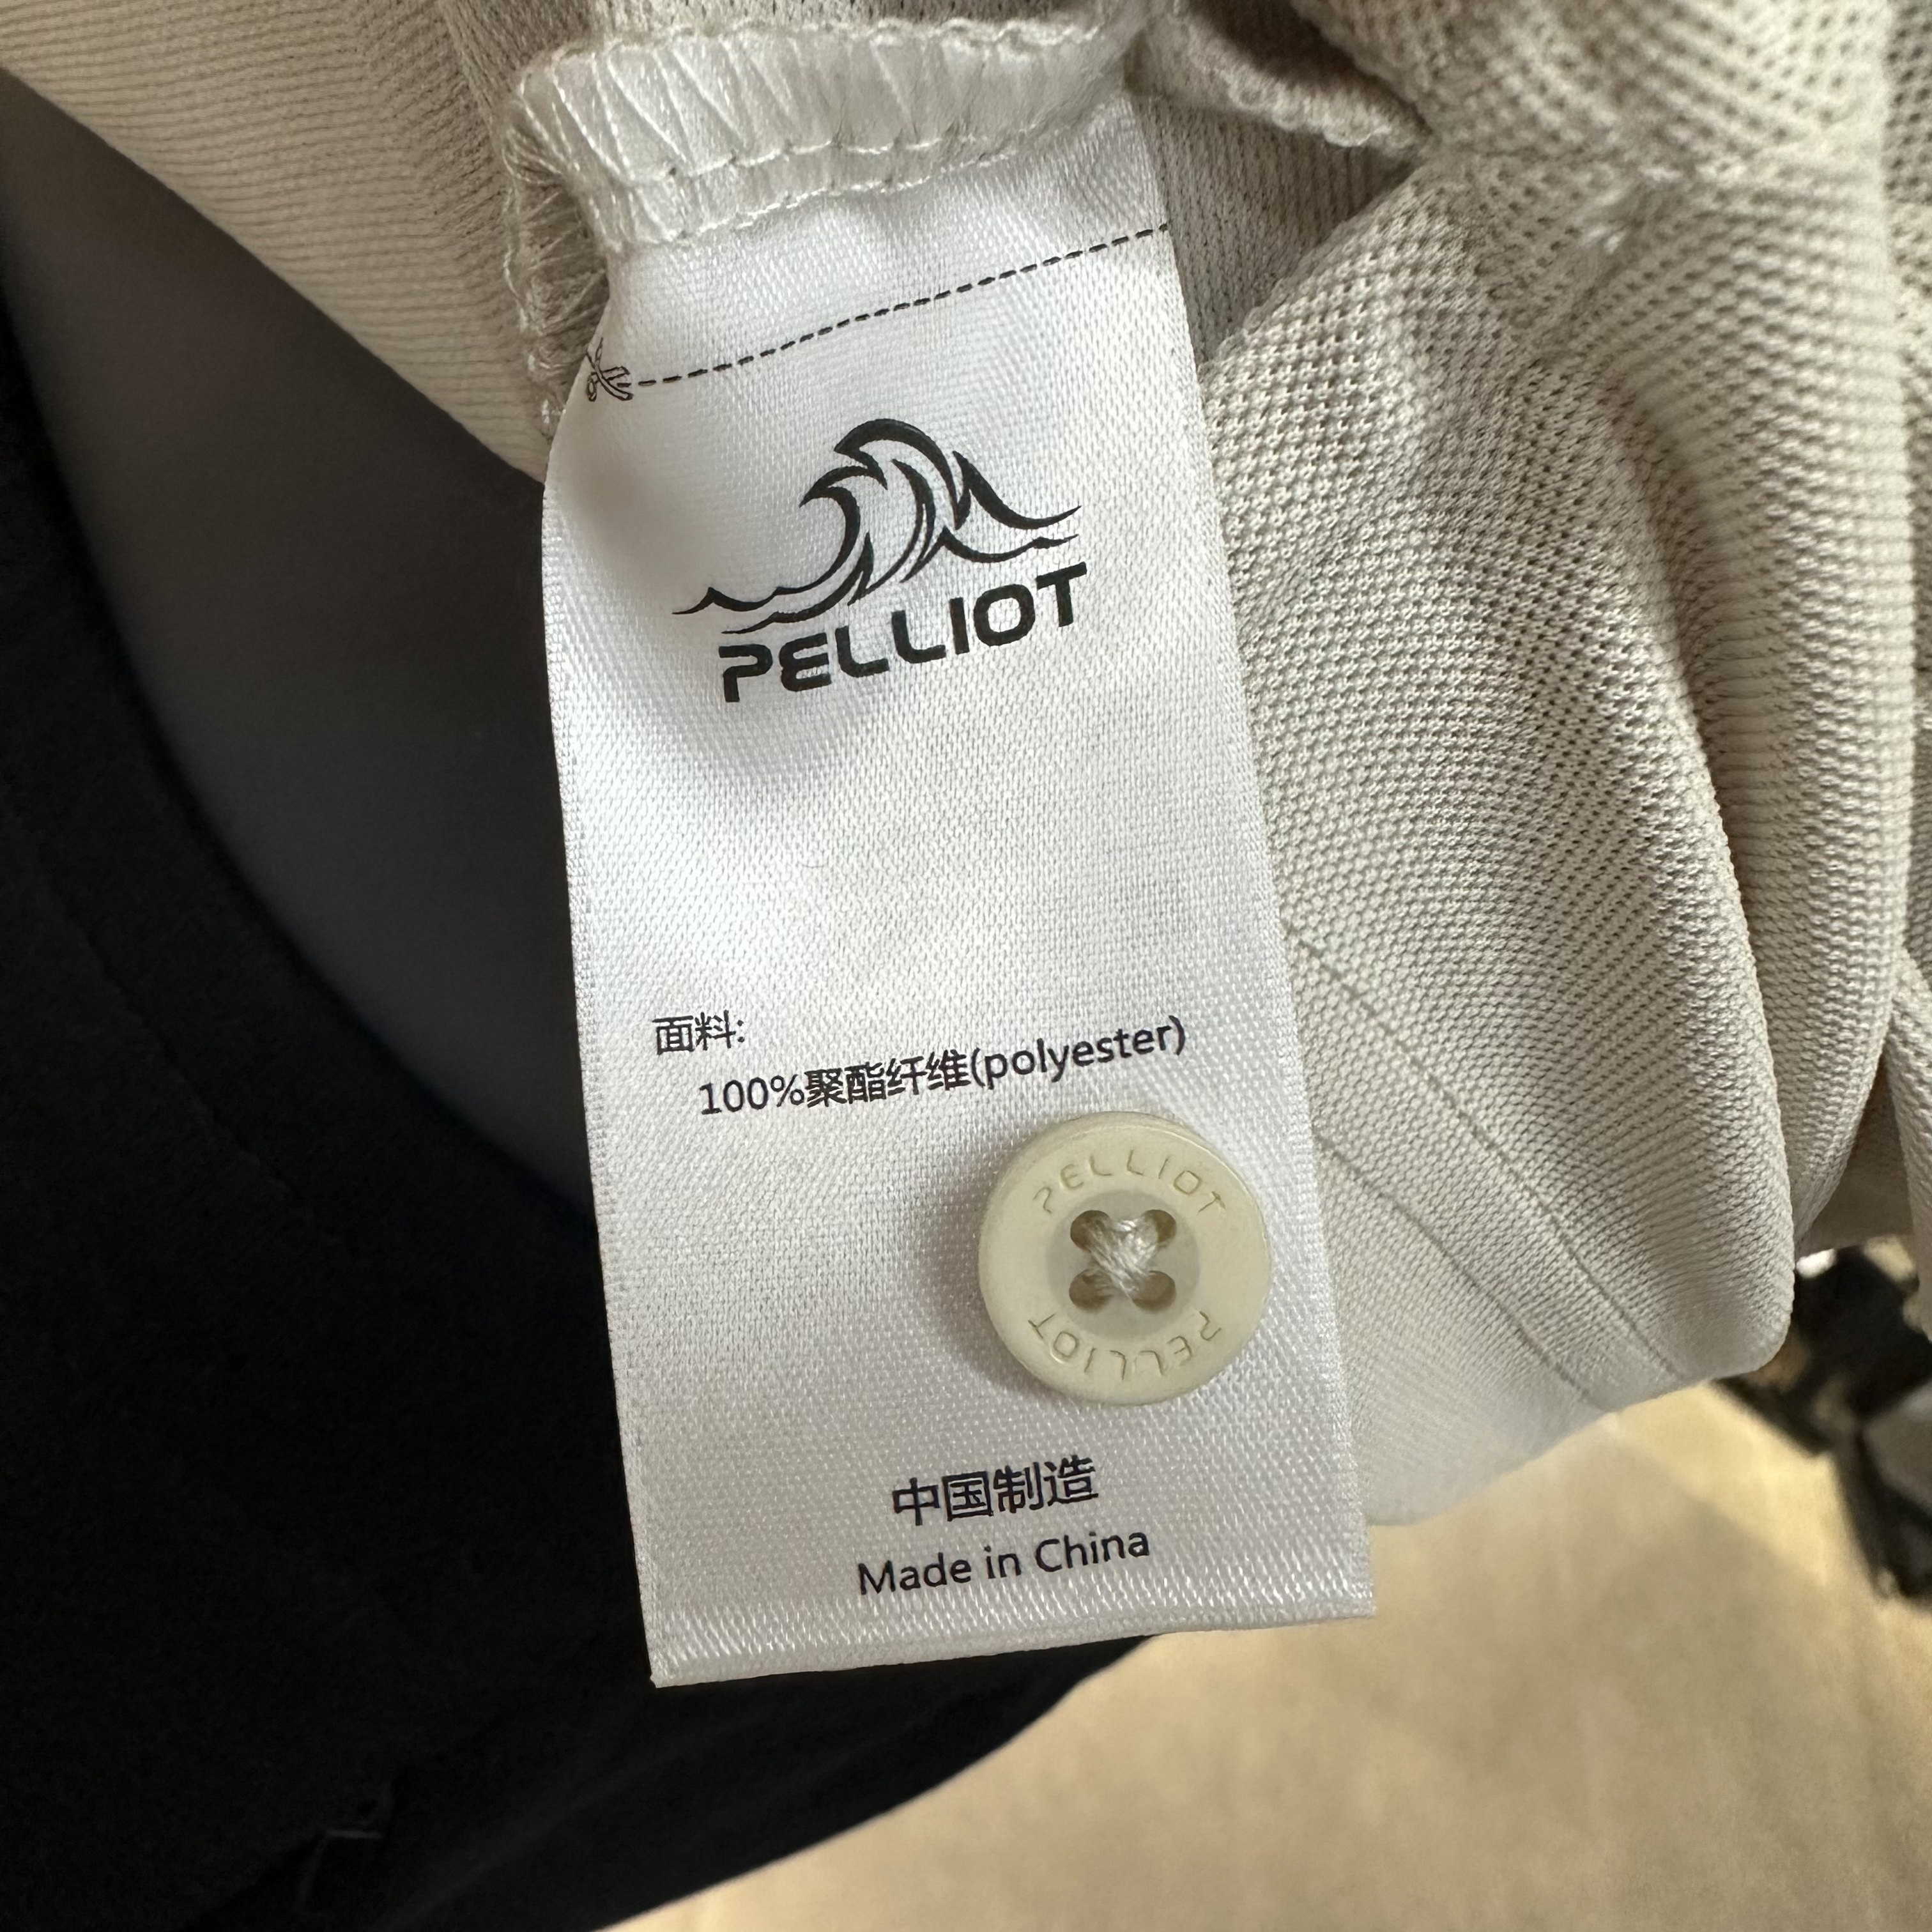 PELLIOT
面料:
100%聚酯纤维(polyester)
PELLIOT
PELLIOT
中国制造
Made in China